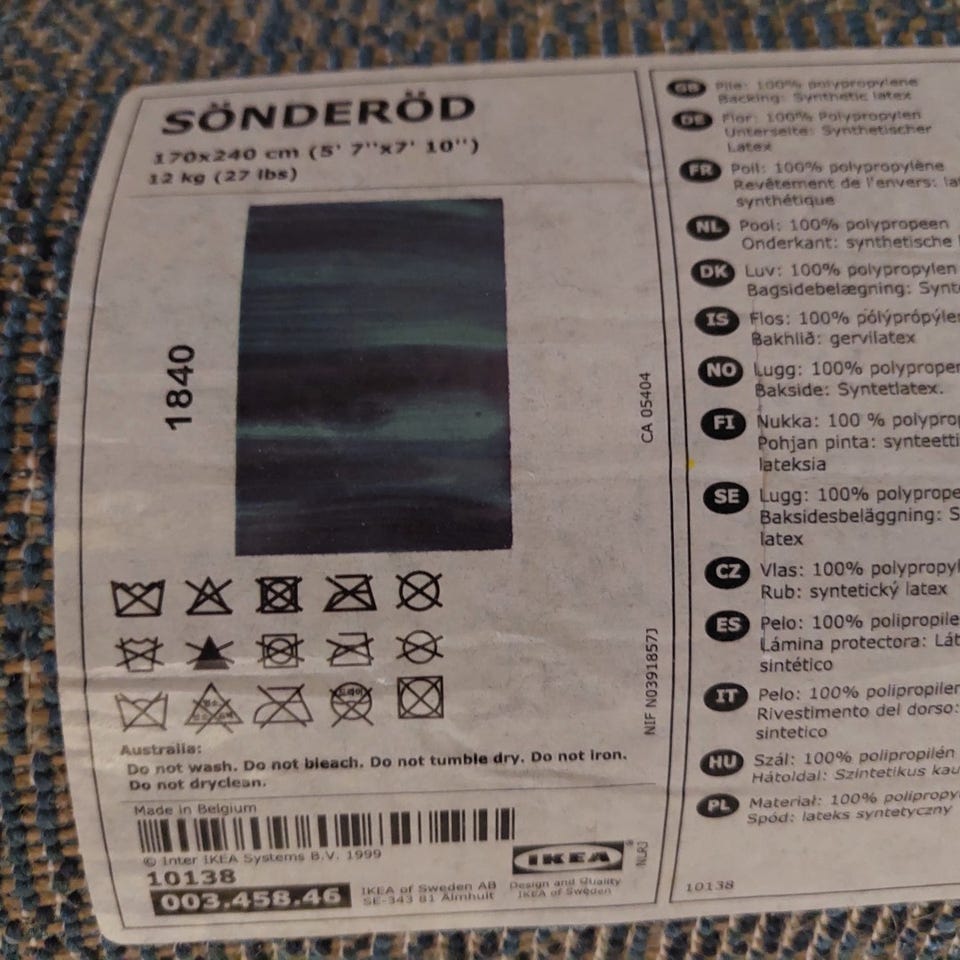 SÖNDERÖD
170x240 cm (5' 7"x7' 10")
12 kg (27 lbs)
1840
CA 05404
NIF N0391857J
Australia:
Do not wash. Do not bleach. Do not tumble dry. Do not iron.
Do not dryclean.
Made in Belgium
© Inter IKEA Systems B.V. 1999
10138
003.458.46
IKEA of Sweden AB
SE-343 81 Älmhult
IKEA
®
Design and Quality
IKEA of Sweden
GB Pile: 100% polypropylene
Backing: Synthetic latex
DE Flor: 100% Polypropylen
Unterseite: Synthetischer
Latex
FR Poil: 100% polypropylène
Revêtement de l'envers:
synthétique
NL Pool: 100% polypropeen
Onderkant: synthetische
DK Luv: 100% polypropylen
Bagsidebelægning: Synt
IS Flos: 100% pólýprópýle
Bakhlið: gervilatex
NO Lugg: 100% polyprope
Bakside: Syntetlatex.
FI Nukka: 100 % polyprop
Pohjan pinta: synteetti
lateksia
SE Lugg: 100% polyprope
Baksidesbeläggning: S
latex
CZ Vlas: 100% polypropyl
Rub: syntetický latex
ES Pelo: 100% polipropile
Lámina protectora: Lát
sintético
IT Pelo: 100% polipropilen
Rivestimento del dorso:
sintetico
HU Szál: 100% polipropilén
Hátoldal: Szintetikus kau
PL Materiał: 100% polipropy
Spód: lateks syntetyczny
10138